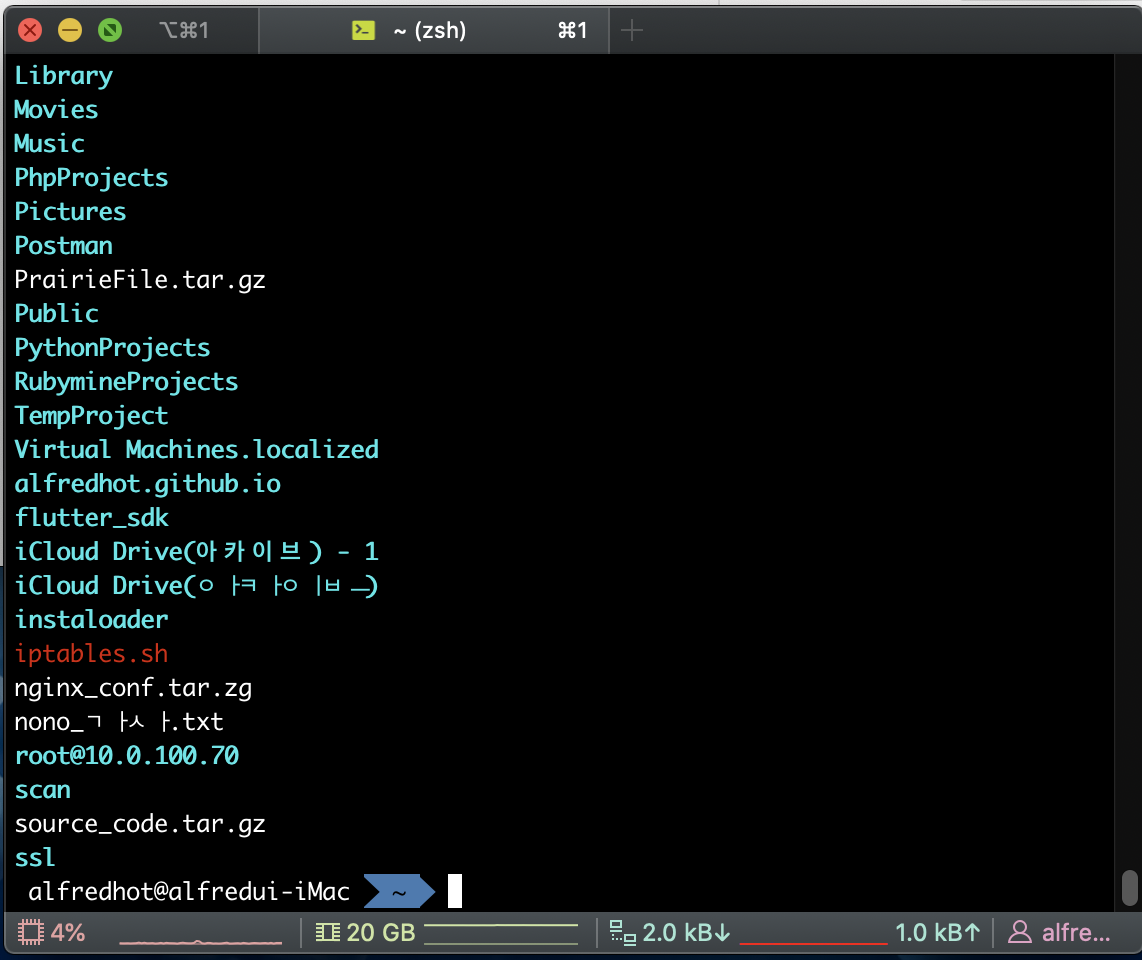 ⌥⌘1
~ (zsh)
⌘1
Library
Movies
Music
PhpProjects
Pictures
Postman
PrairieFile.tar.gz
Public
PythonProjects
RubymineProjects
TempProject
Virtual Machines.localized
alfredhot.github.io
flutter_sdk
iCloud Drive(아카이브) - 1
iCloud Drive(ㅇㅏㅋㅏㅇㅣㅂㅡ)
instaloader
iptables.sh
nginx_conf.tar.zg
nono_ㄱㅏㅅㅏ.txt
root@10.0.100.70
scan
source_code.tar.gz
ssl
alfredhot@alfredui-iMac ~
4%
20 GB
2.0 kB↓
1.0 kB↑
alfre...